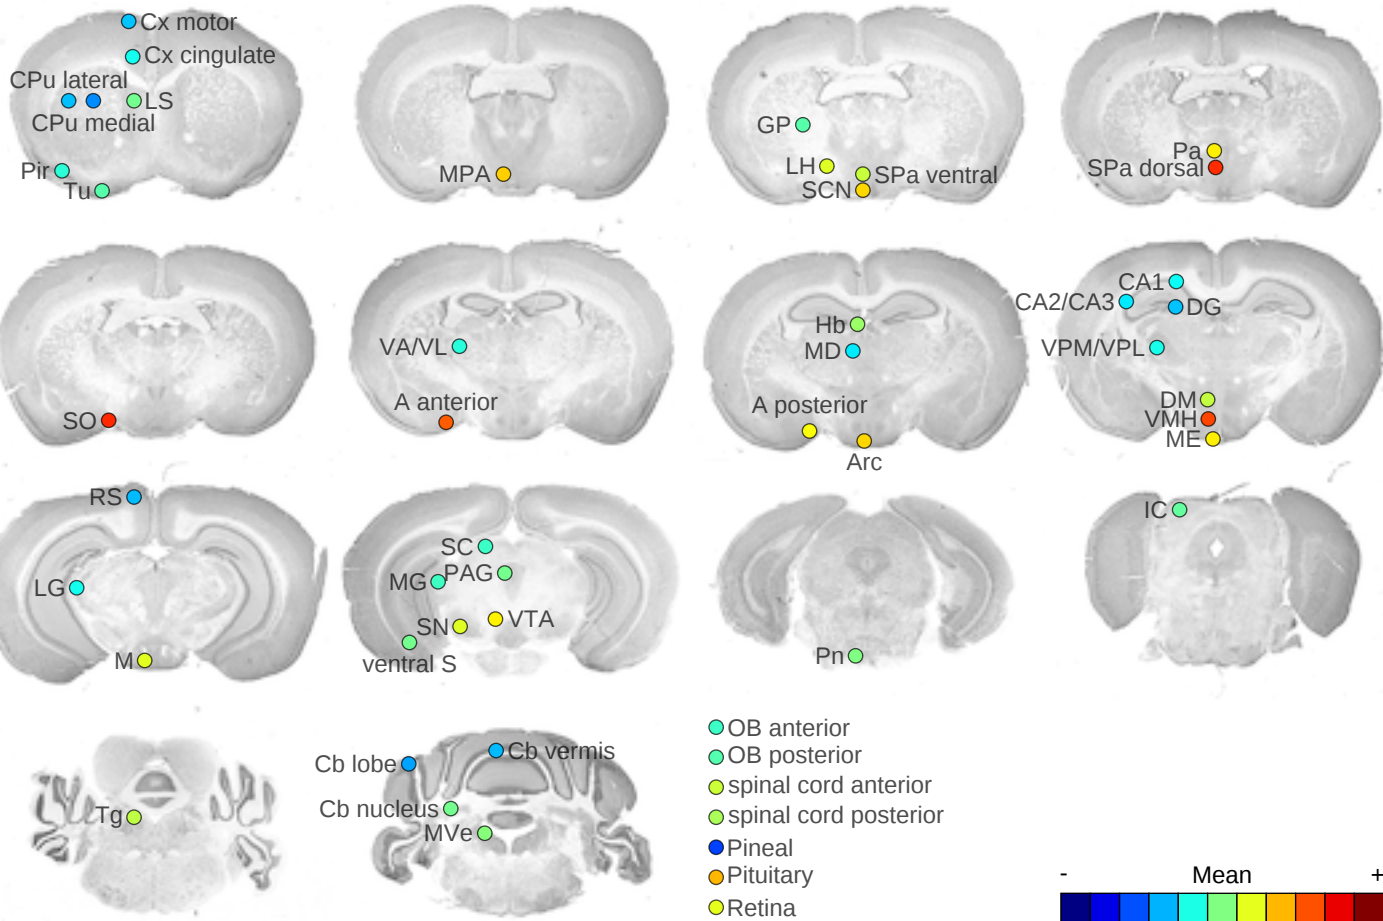 Cx motor
Cx cingulate
CPu lateral
LS
CPu medial
Pir
Tu
MPA
GP
LH
SPa ventral
SCN
Pa
SPa dorsal
SO
VA/VL
A anterior
Hb
MD
A posterior
Arc
CA1
CA2/CA3
DG
VPM/VPL
DM
VMH
ME
RS
LG
M
SC
MG
PAG
SN
VTA
ventral S
Pn
IC
Tg
Cb lobe
Cb vermis
Cb nucleus
MVe
OB anterior
OB posterior
spinal cord anterior
spinal cord posterior
Pineal
Pituitary
Retina
- Mean +